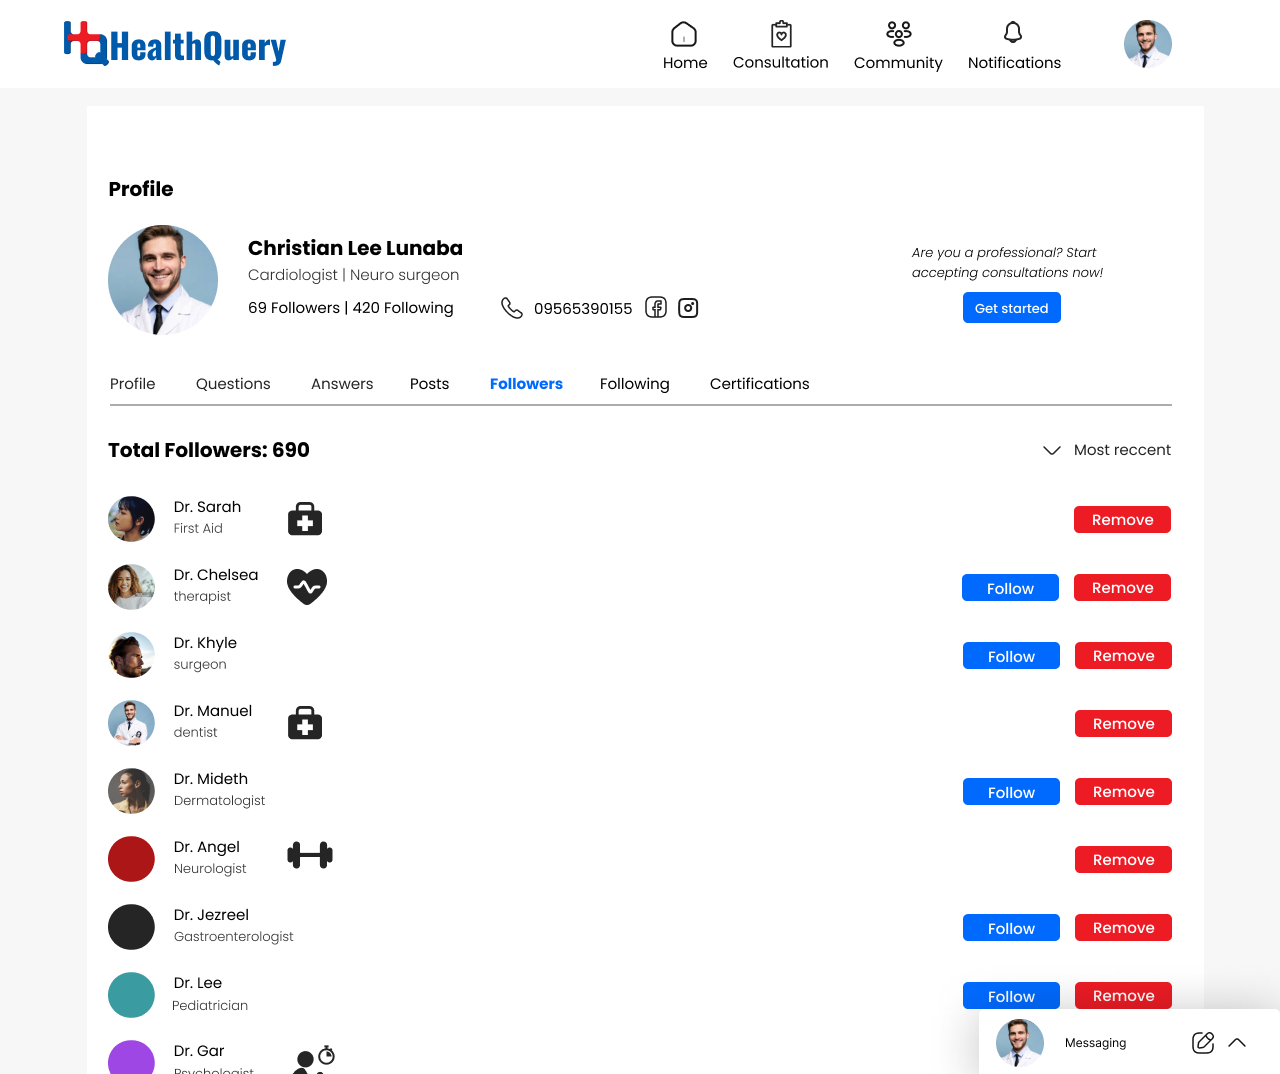 HealthQuery
Home
Consultation
Community
Notifications
Profile
Christian Lee Lunaba
Cardiologist | Neuro surgeon
69 Followers | 420 Following
09565390155
Are you a professional? Start
accepting consultations now!
Get started
Profile
Questions
Answers
Posts
Followers
Following
Certifications
Total Followers: 690
Most reccent
Dr. Sarah
First Aid
Remove
Dr. Chelsea
therapist
Follow
Remove
Dr. Khyle
surgeon
Follow
Remove
Dr. Manuel
dentist
Remove
Dr. Mideth
Dermatologist
Follow
Remove
Dr. Angel
Neurologist
Remove
Dr. Jezreel
Gastroenterologist
Follow
Remove
Dr. Lee
Pediatrician
Follow
Remove
Dr. Gar
Psychologist
Messaging